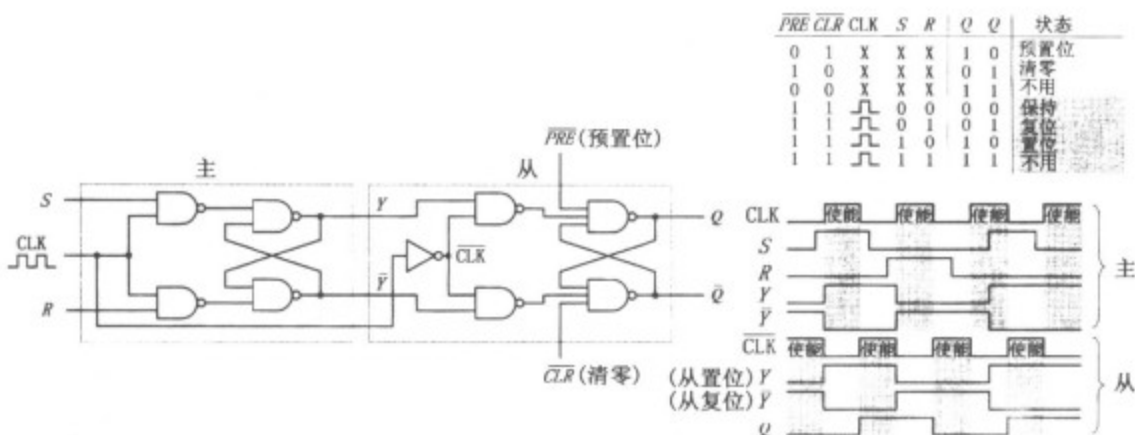 PRE CLR CLK S R Q Q 状态
0 1 X X X 1 0 预置位
1 0 X X X 0 1 清零
0 0 X X X 1 1 不用
1 1 0 0 0 0 保持
1 1 0 1 0 1 复位
1 1 1 0 1 0 置位
1 1 1 1 1 1 不用
PRE(预置位)
主
从
S
Y
Q
CLK
CLK
R
Ȳ
Q̄
CLR(清零)
CLK 使能 使能 使能 使能
S
R
Y
Ȳ
主
CLK 使能 使能 使能 使能
(从置位) Y
(从复位) Ȳ
Q
从